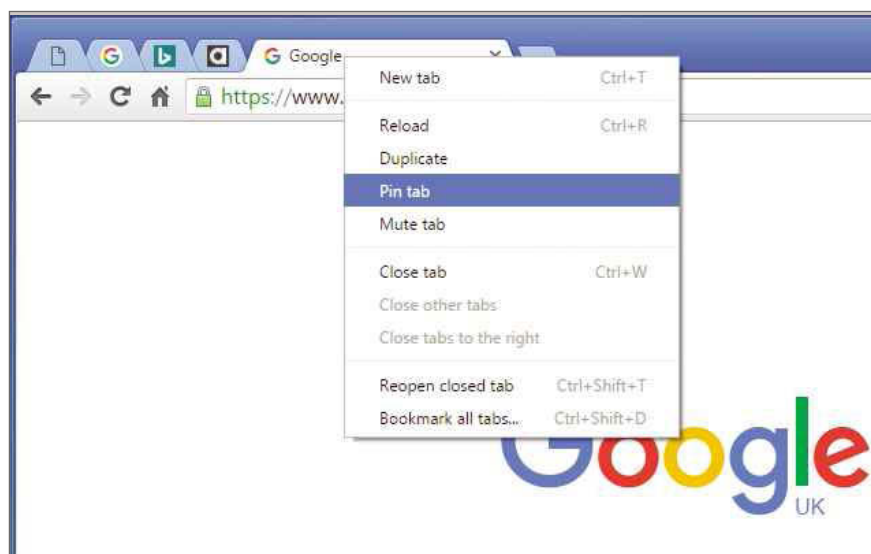 Google
https://www.
New tab Ctrl+T
Reload Ctrl+R
Duplicate
Pin tab
Mute tab
Close tab Ctrl+W
Close other tabs
Close tabs to the right
Reopen closed tab Ctrl+Shift+T
Bookmark all tabs... Ctrl+Shift+D
Google
UK